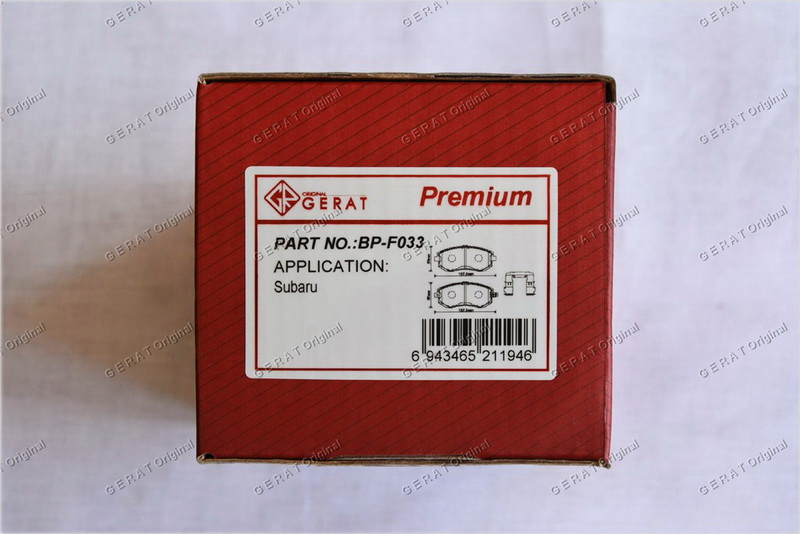 ORIGINAL
GERAT
Premium
PART NO.:BP-F033
APPLICATION:
Subaru
6 943465 211946
GERAT Original